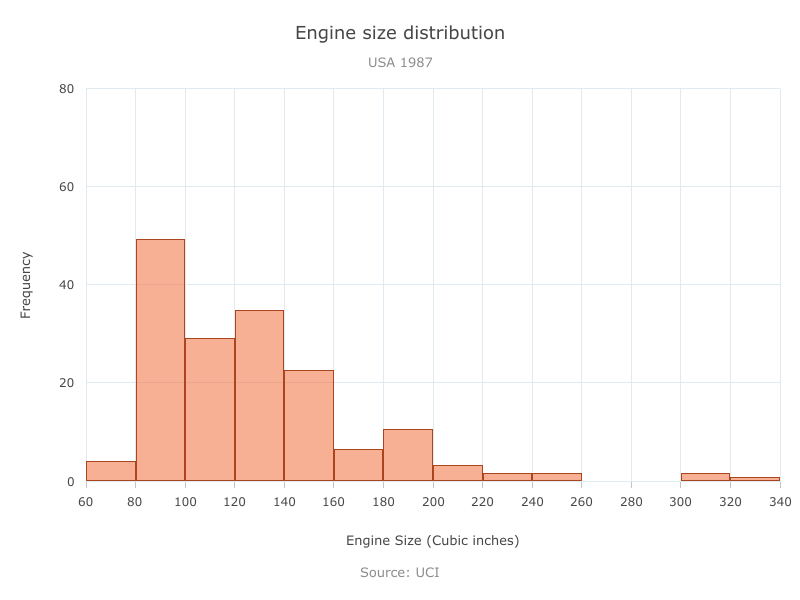 Engine size distribution
USA 1987
80
60
40
20
0
Frequency
60 80 100 120 140 160 180 200 220 240 260 280 300 320 340
Engine Size (Cubic inches)
Source: UCI